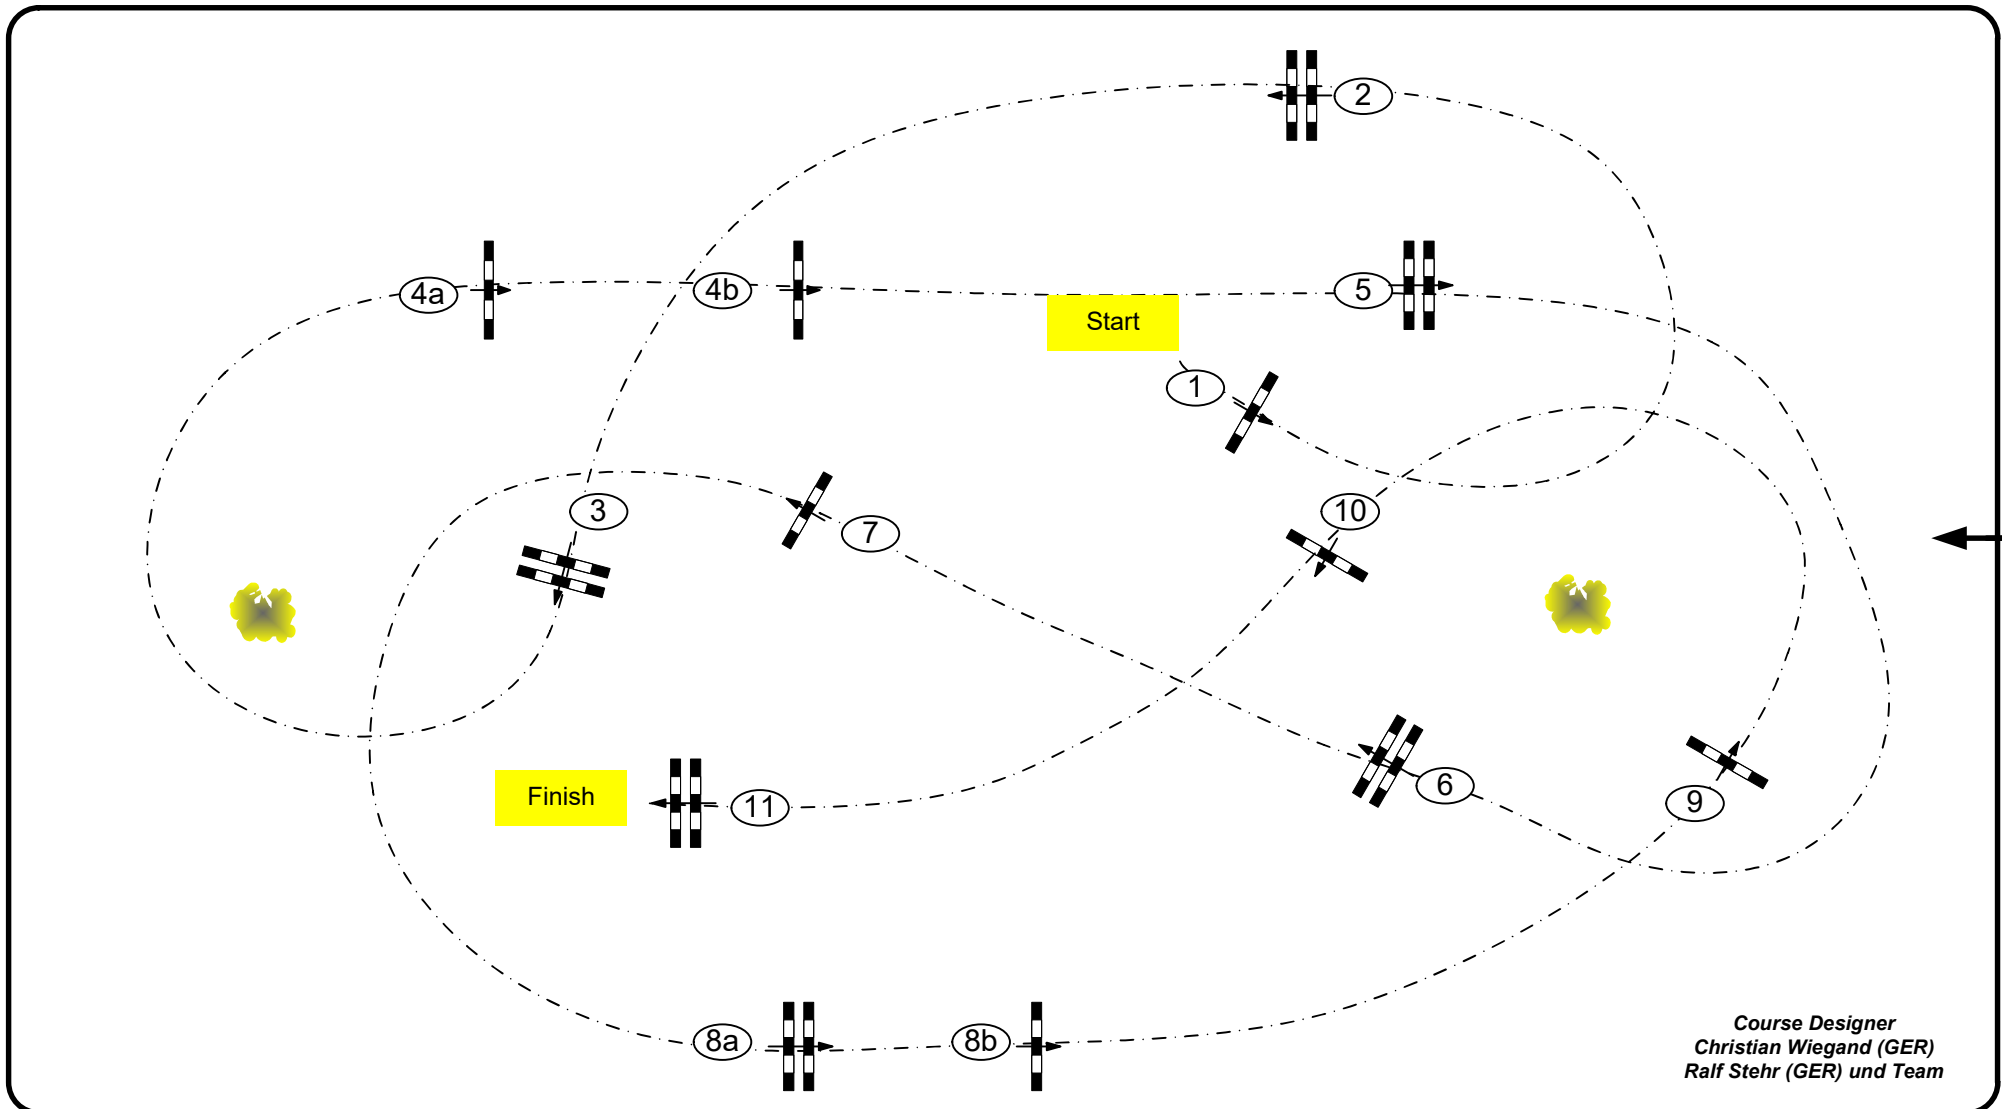 2
4a
4b
5
Start
1
3
10
7
6
Finish
11
9
8a
8b
Course Designer
Christian Wiegand (GER)
Ralf Stehr (GER) und Team